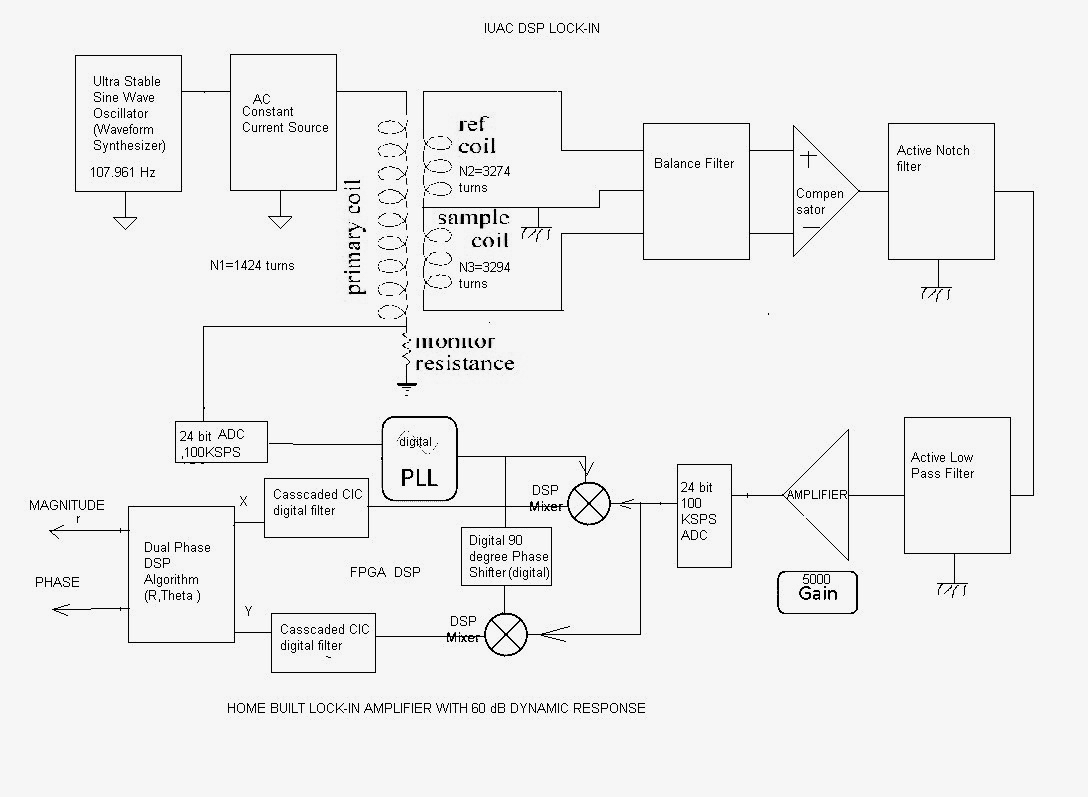 IUAC DSP LOCK-IN
Ultra Stable
Sine Wave
Oscillator
(Waveform
Synthesizer)
107.961 Hz
AC
Constant
Current Source
primary coil
N1=1424 turns
ref
coil
N2=3274
turns
sample
coil
N3=3294
turns
monitor
resistance
Balance Filter
+
Compen
sator
−
Active Notch
filter
Active Low
Pass Filter
AMPLIFIER
5000
Gain
24 bit
100
KSPS
ADC
24 bit ADC
,100KSPS
digital
PLL
DSP
Mixer
Casscaded CIC
digital filter
X
MAGNITUDE
r
PHASE
Dual Phase
DSP
Algorithm
(R,Theta )
Y
FPGA DSP
Digital 90
degree Phase
Shifter (digital)
DSP
Mixer
Casscaded CIC
digital filter
~
HOME BUILT LOCK-IN AMPLIFIER WITH 60 dB DYNAMIC RESPONSE